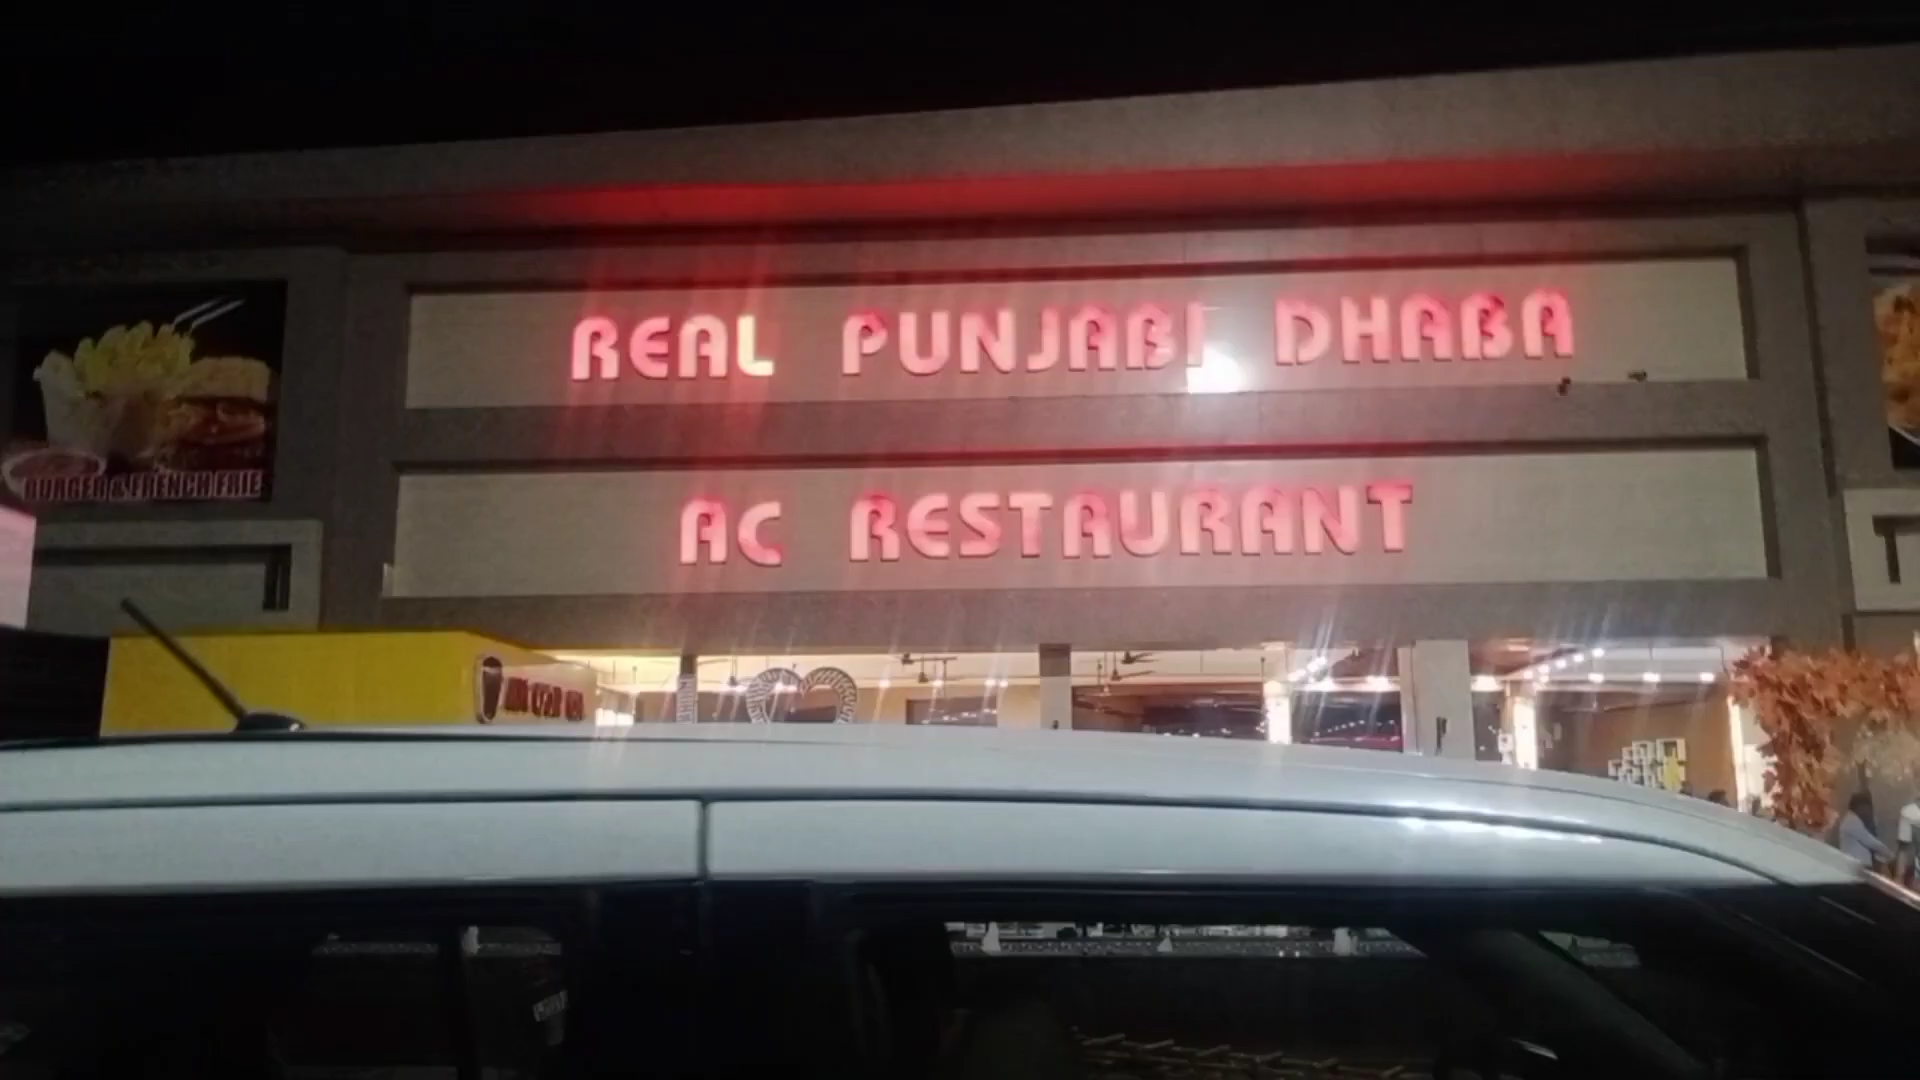 REAL PUNJABI DHABA
AC RESTAURANT
BURGER & FRENCH FRIE